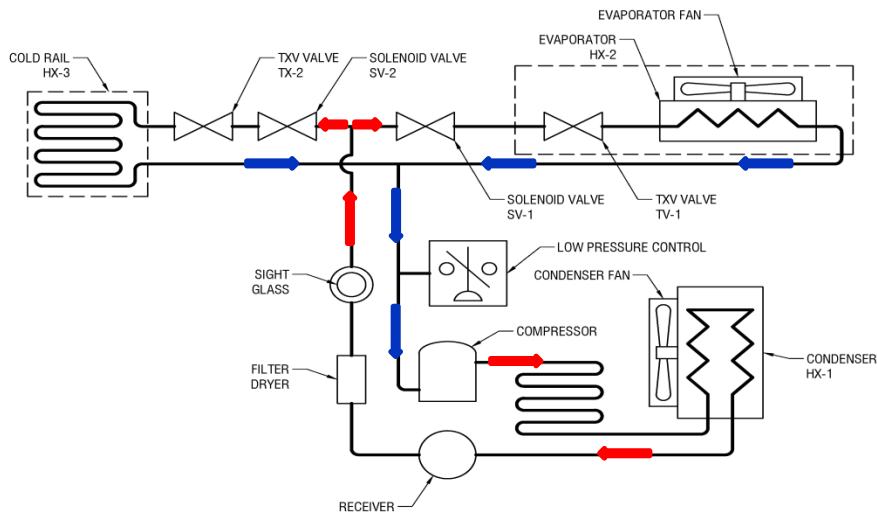 EVAPORATOR FAN
EVAPORATOR
HX-2
COLD RAIL
HX-3
TXV VALVE
TX-2
SOLENOID VALVE
SV-2
SOLENOID VALVE
SV-1
TXV VALVE
TV-1
LOW PRESSURE CONTROL
SIGHT
GLASS
CONDENSER FAN
COMPRESSOR
CONDENSER
HX-1
FILTER
DRYER
RECEIVER